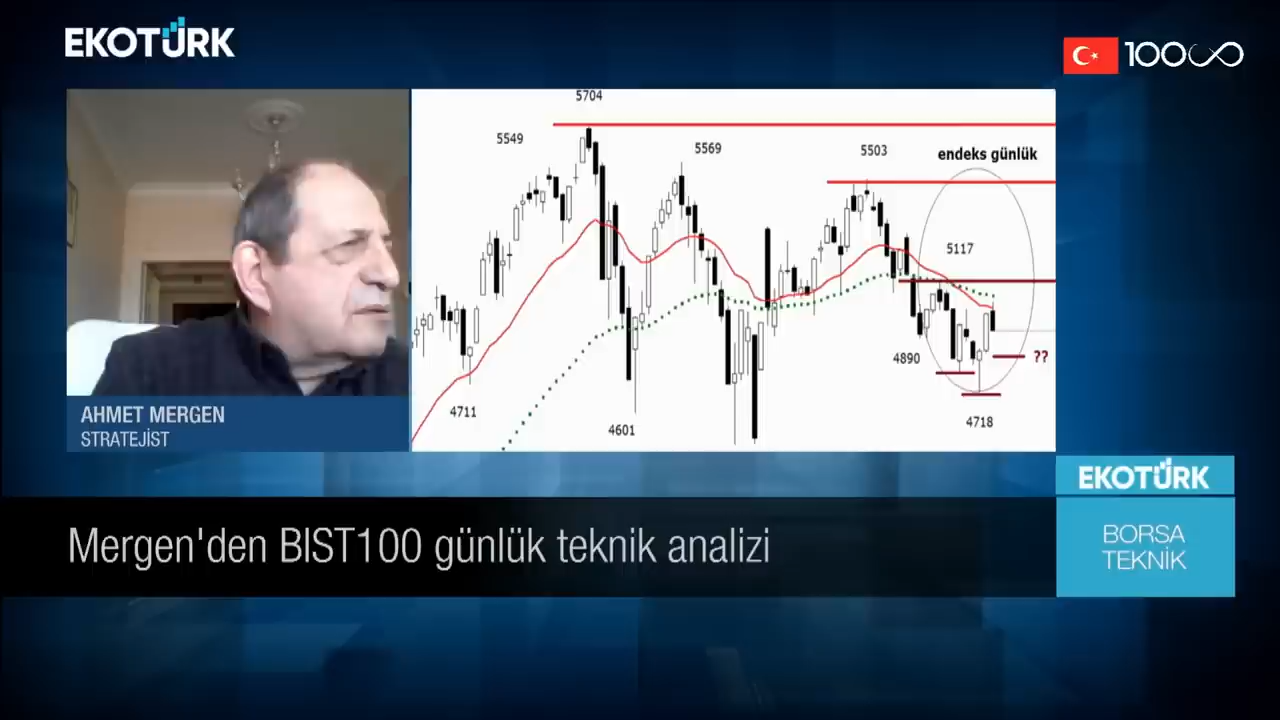 EKOTÜRK
100
5704
5549
5569
5503
endeks günlük
5117
4890
??
4711
4601
4718
AHMET MERGEN
STRATEJİST
EKOTÜRK
Mergen'den BIST100 günlük teknik analizi
BORSA
TEKNİK